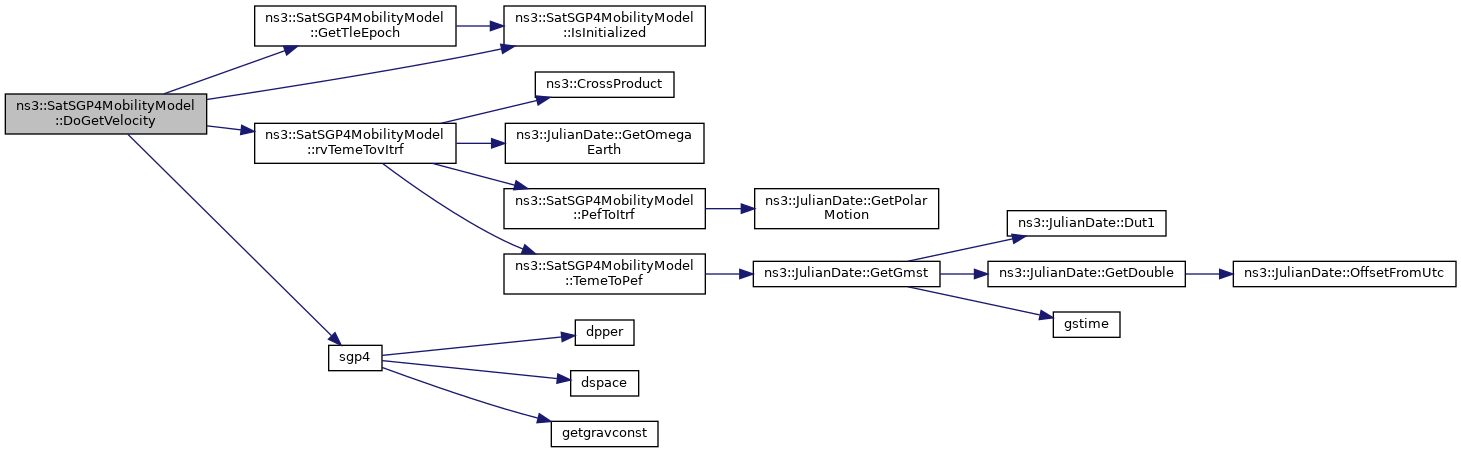 ns3::SatSGP4MobilityModel
::DoGetVelocity
ns3::SatSGP4MobilityModel
::GetTleEpoch
ns3::SatSGP4MobilityModel
::IsInitialized
ns3::SatSGP4MobilityModel
::rvTemeTovItrf
ns3::CrossProduct
ns3::JulianDate::GetOmega
Earth
ns3::SatSGP4MobilityModel
::PefToItrf
ns3::JulianDate::GetPolar
Motion
ns3::SatSGP4MobilityModel
::TemeToPef
ns3::JulianDate::GetGmst
ns3::JulianDate::Dut1
ns3::JulianDate::GetDouble
ns3::JulianDate::OffsetFromUtc
gstime
sgp4
dpper
dspace
getgravconst